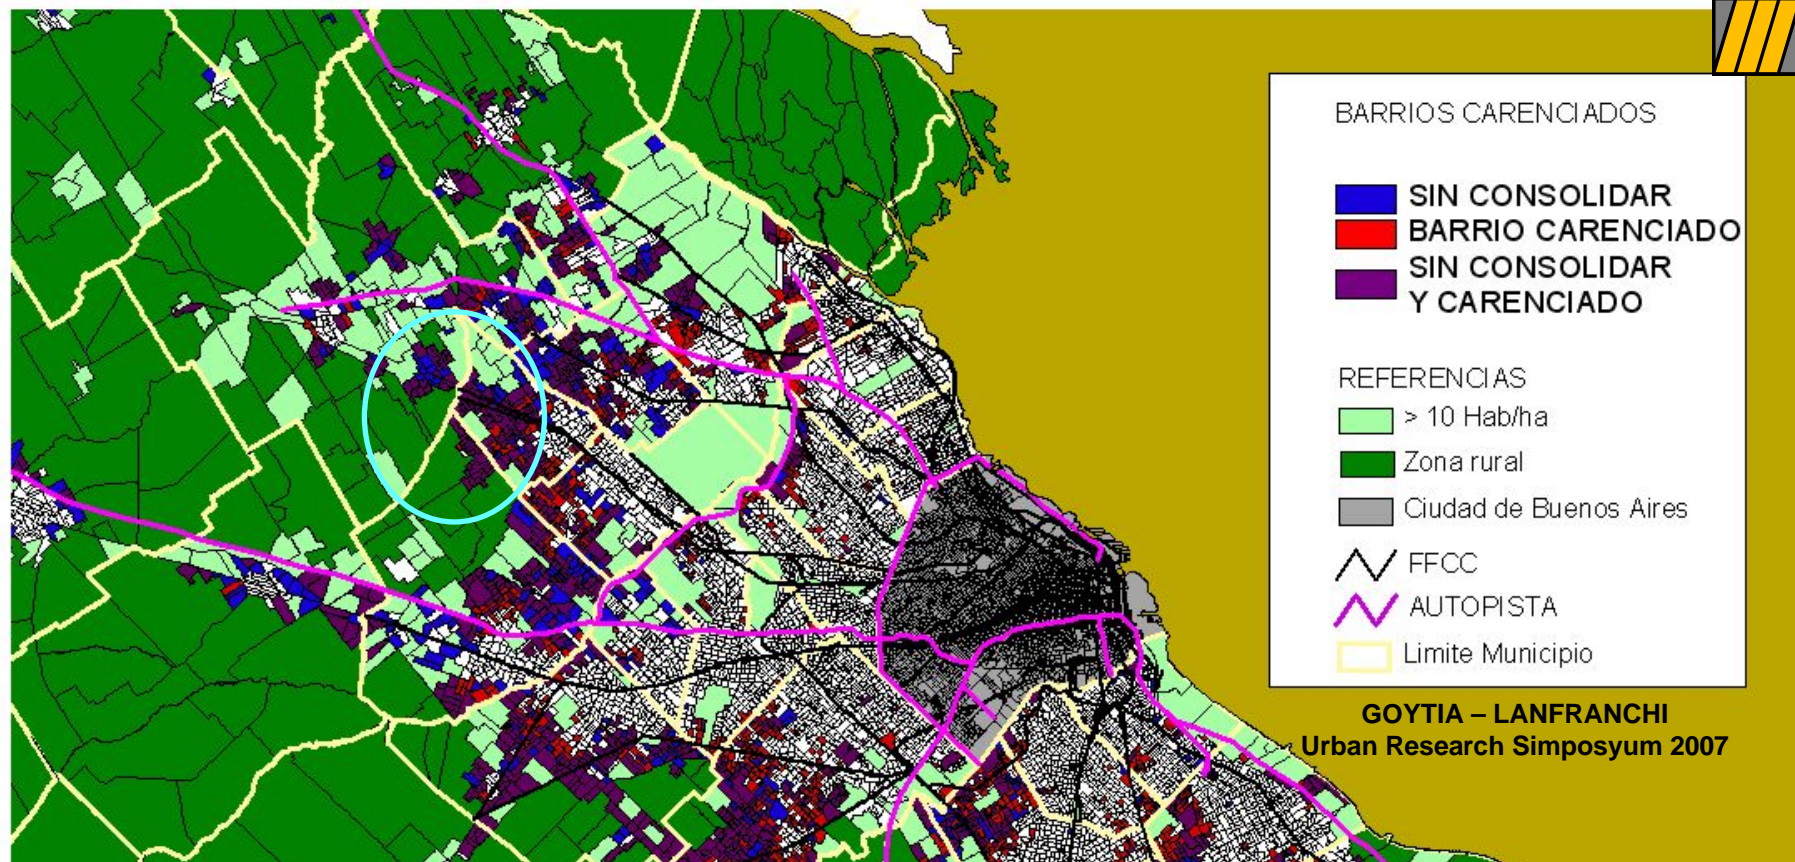 BARRIOS CARENCIADOS
SIN CONSOLIDAR
BARRIO CARENCIADO
SIN CONSOLIDAR
Y CARENCIADO
REFERENCIAS
> 10 Hab/ha
Zona rural
Ciudad de Buenos Aires
FFCC
AUTOPISTA
Limite Municipio
GOYTIA – LANFRANCHI
Urban Research Simposyum 2007